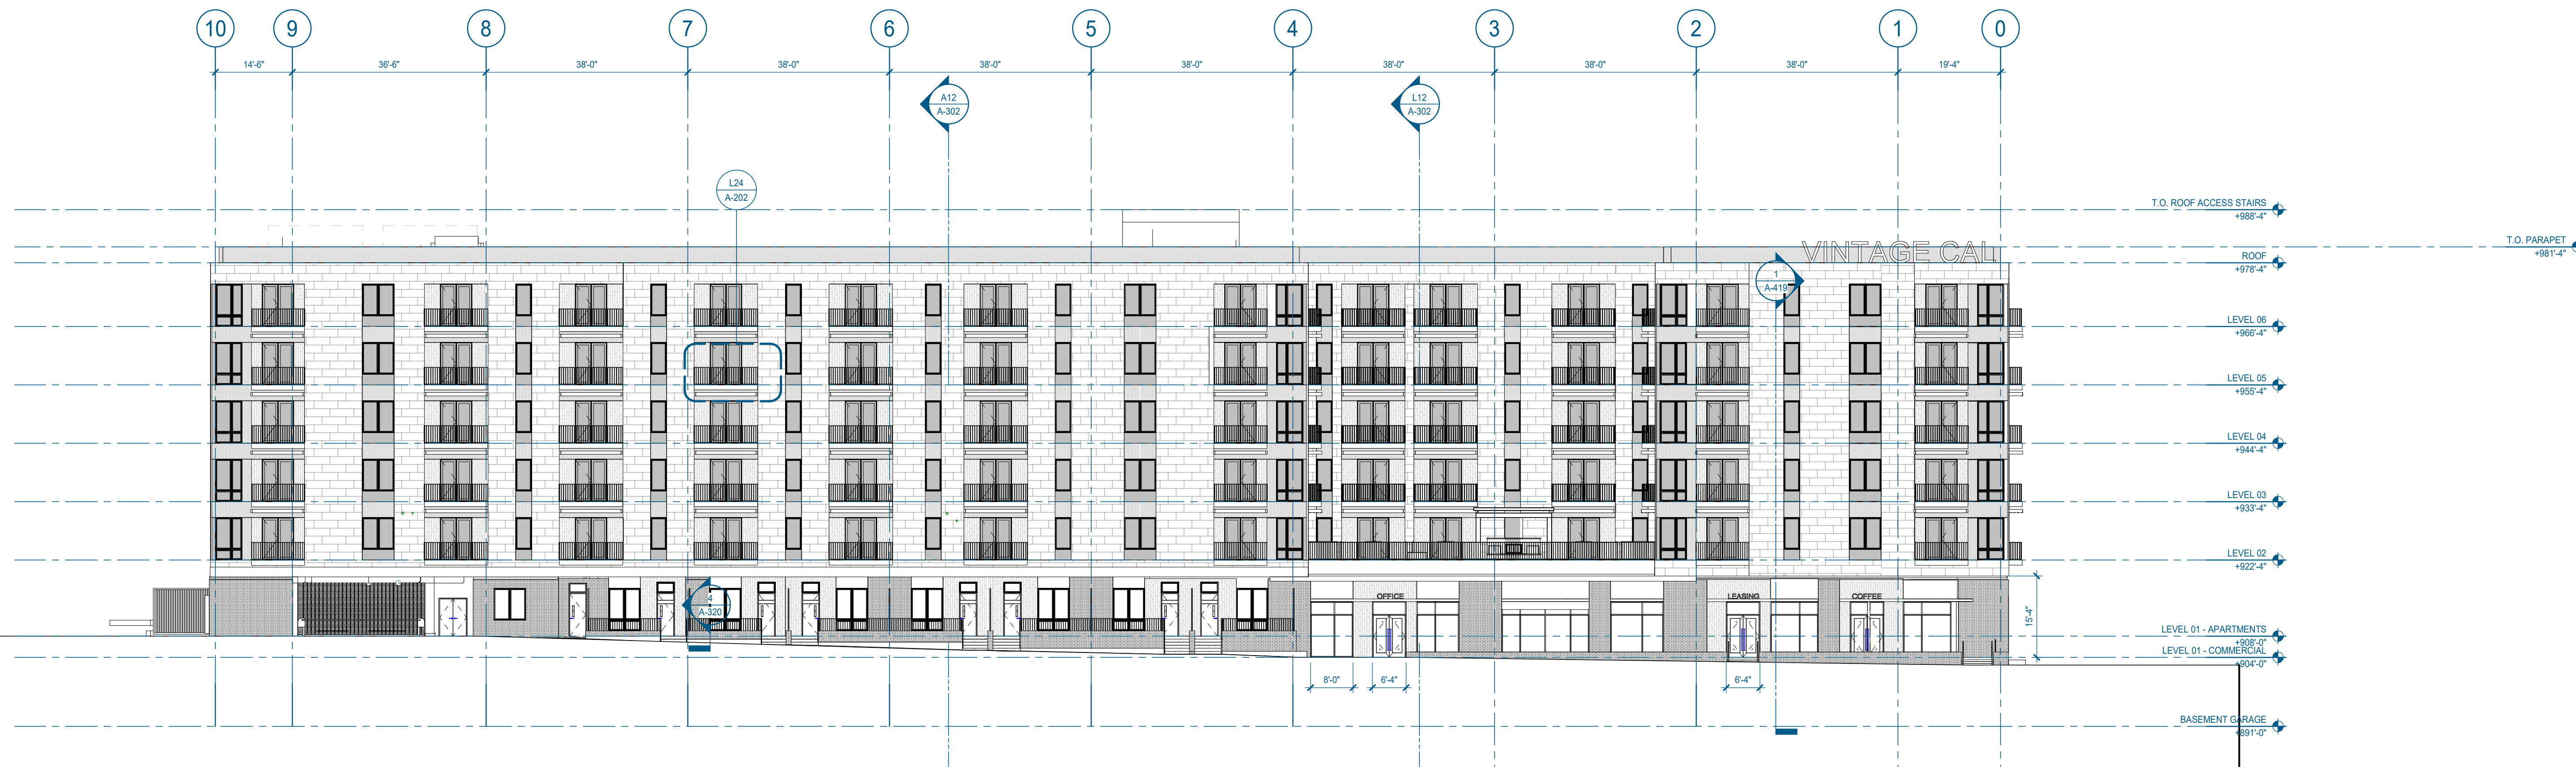 10 9 8 7 6 5 4 3 2 1 0
14'-6" 36'-6" 38'-0" 38'-0" 38'-0" 38'-0" 38'-0" 38'-0" 38'-0" 19'-4"
A12
A-302
L12
A-302
L24
A-202
T.O. ROOF ACCESS STAIRS
+988'-4"
T.O. PARAPET
+981'-4"
VINTAGE CAL
ROOF
+978'-4"
1
A-419
LEVEL 06
+966'-4"
LEVEL 05
+955'-4"
LEVEL 04
+944'-4"
LEVEL 03
+933'-4"
LEVEL 02
+922'-4"
4
A-320
OFFICE
LEASING
COFFEE
15'-4"
LEVEL 01 - APARTMENTS
+908'-0"
LEVEL 01 - COMMERCIAL
+904'-0"
8'-0" 6'-4" 6'-4"
BASEMENT GARAGE
+891'-0"